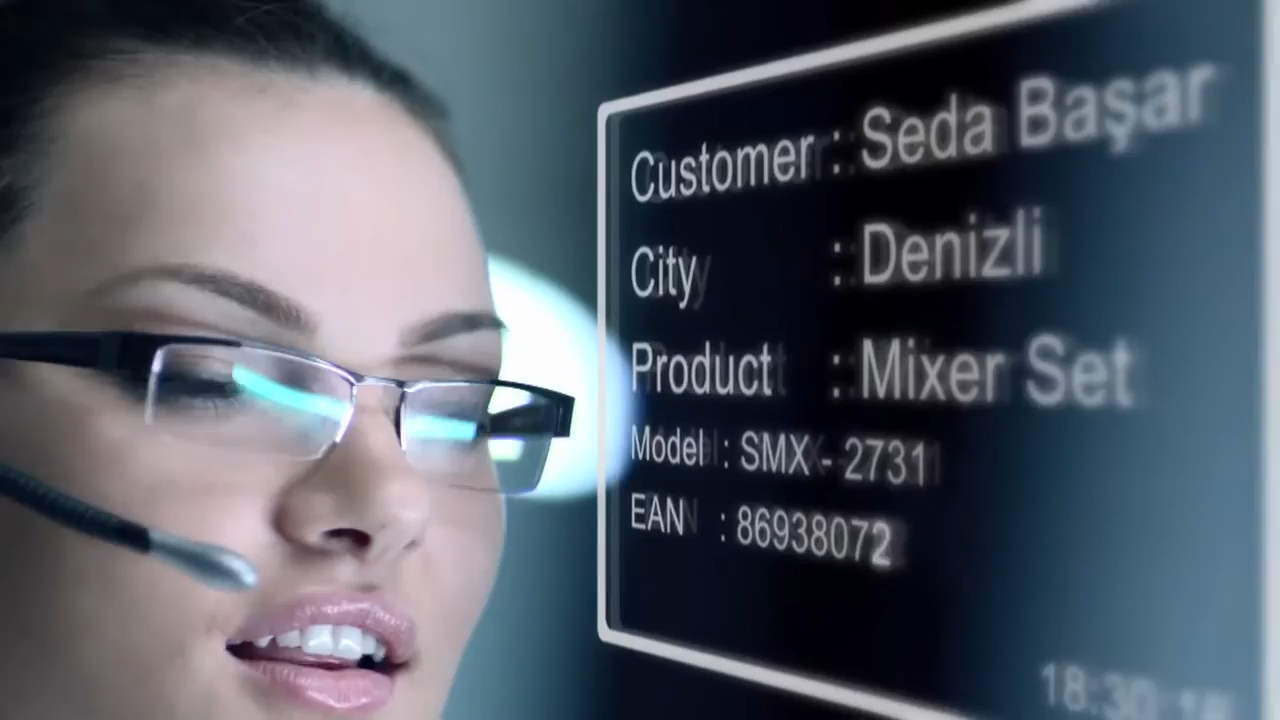 Customer : Seda Başar
City : Denizli
Product : Mixer Set
Model : SMX - 2731
EAN : 86938072